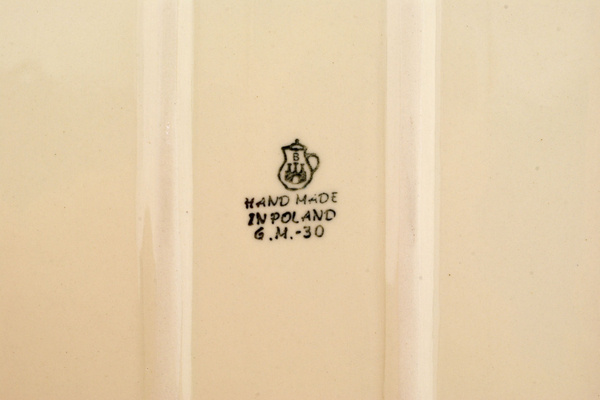 B
HAND MADE
IN POLAND
G.M.-30